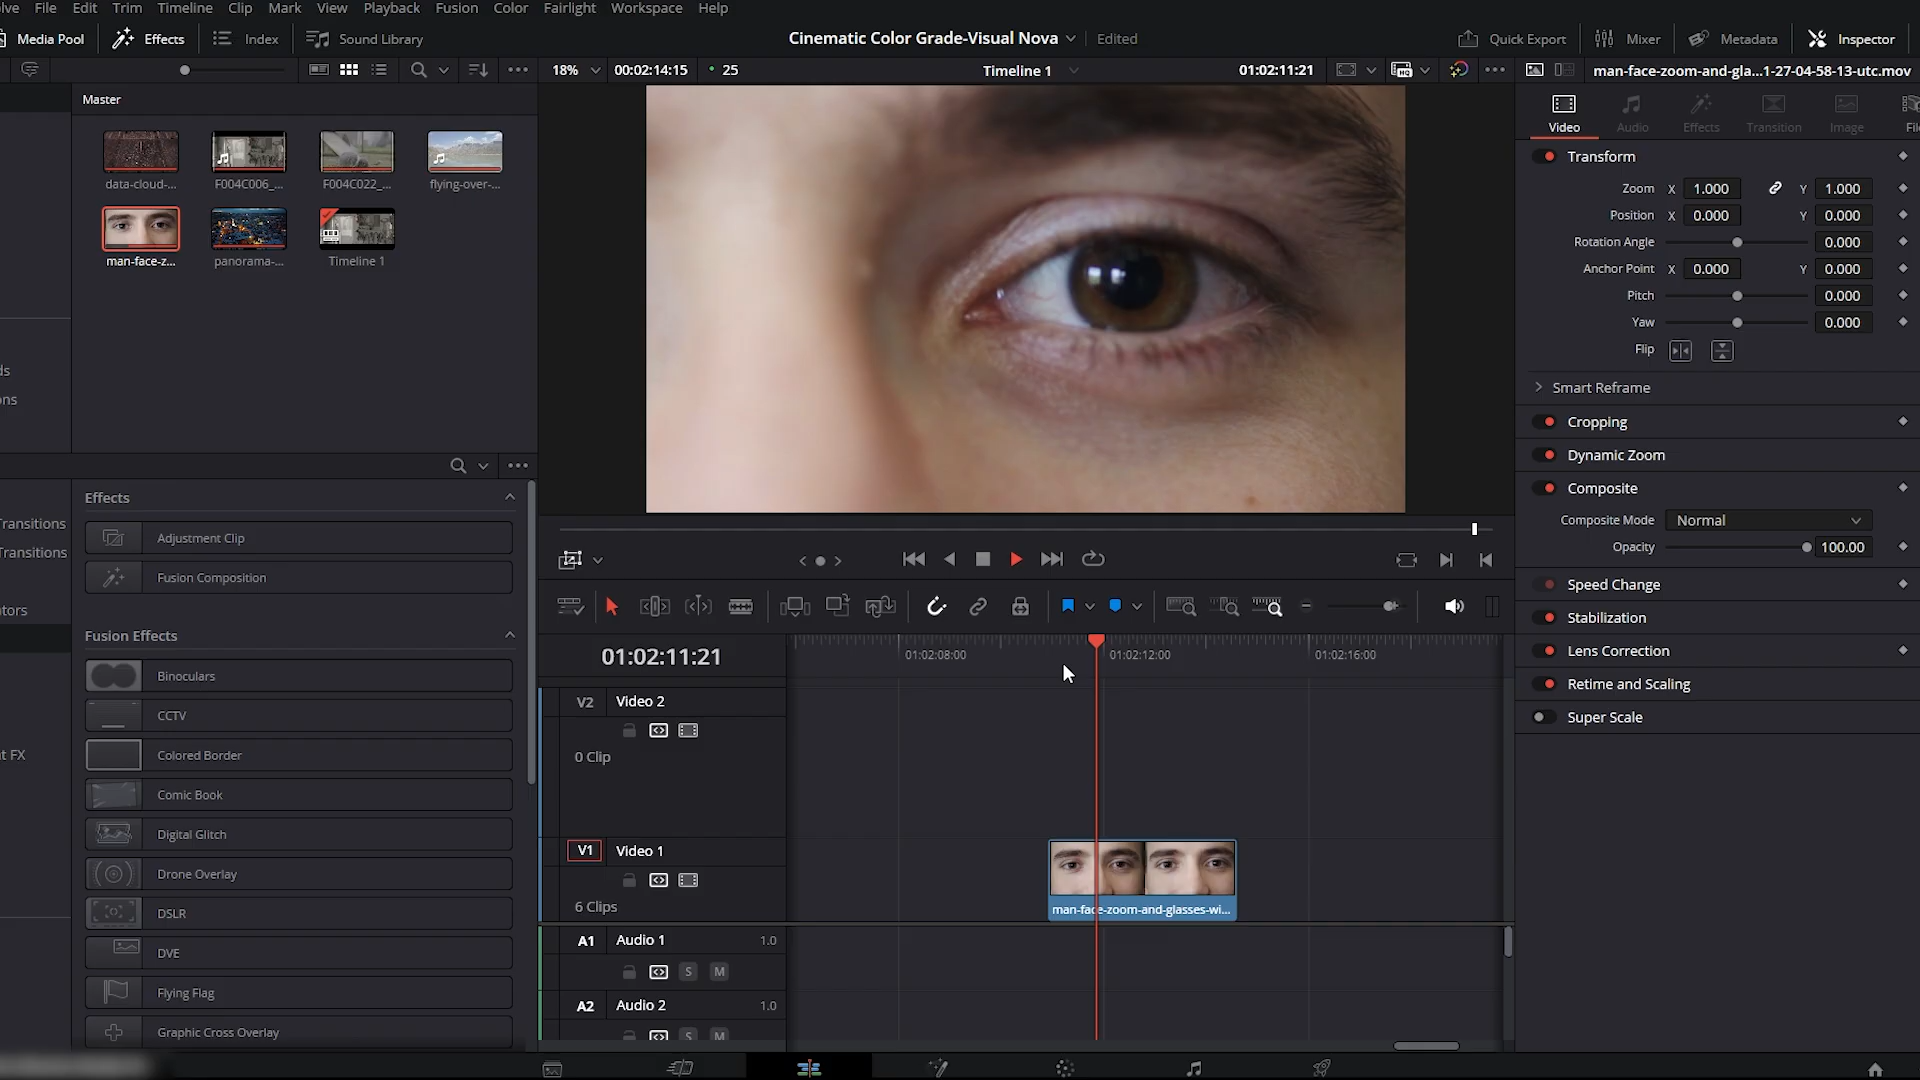 lve File Edit Trim Timeline Clip Mark View Playback Fusion Color Fairlight Workspace Help
Media Pool Effects Index Sound Library Cinematic Color Grade-Visual Nova Edited Quick Export Mixer Metadata Inspector
18% 00:02:14:15 25 Timeline 1 01:02:11:21 man-face-zoom-and-gla...1-27-04-58-13-utc.mov
Master
data-cloud-... F004C006_... F004C022_... flying-over-...
man-face-z... panorama-... Timeline 1
ds
ons
Video Audio Effects Transition Image Fil
Transform
Zoom X 1.000 Y 1.000
Position X 0.000 Y 0.000
Rotation Angle 0.000
Anchor Point X 0.000 Y 0.000
Pitch 0.000
Yaw 0.000
Flip
Smart Reframe
Cropping
Dynamic Zoom
Composite
Composite Mode Normal
Opacity 100.00
Speed Change
Stabilization
Lens Correction
Retime and Scaling
Super Scale
Transitions
Transitions
ators
t FX
Effects
Adjustment Clip
Fusion Composition
Fusion Effects
Binoculars
CCTV
Colored Border
Comic Book
Digital Glitch
Drone Overlay
DSLR
DVE
Flying Flag
Graphic Cross Overlay
01:02:11:21 01:02:08:00 01:02:12:00 01:02:16:00
V2 Video 2
0 Clip
V1 Video 1
6 Clips
man-face-zoom-and-glasses-wi...
A1 Audio 1 1.0
S M
A2 Audio 2 1.0
S M